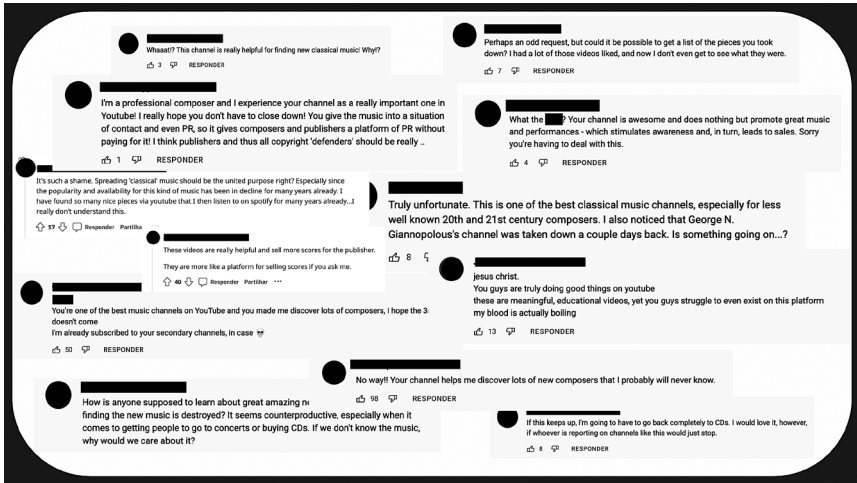 Whaaat!? This channel is really helpful for finding new classical music! Why!?
3 RESPONDER
Perhaps an odd request, but could it be possible to get a list of the pieces you took
down? I had a lot of those videos liked, and now I don't even get to see what they were.
7 RESPONDER
I'm a professional composer and I experience your channel as a really important one in
Youtube! I really hope you don't have to close down! You give the music into a situation
of contact and even PR, so it gives composers and publishers a platform of PR without
paying for it! I think publishers and thus all copyright 'defenders' should be really ..
1 RESPONDER
What the ? Your channel is awesome and does nothing but promote great music
and performances - which stimulates awareness and, in turn, leads to sales. Sorry
you're having to deal with this.
4 RESPONDER
It's such a shame. Spreading 'classical' music should be the united purpose right? Especially since
the popularity and availability for this kind of music has been in decline for many years already. I
have found so many nice pieces via youtube that I then listen to on spotify for many years already...I
really don't understand this.
17 Responder Partilha
Truly unfortunate. This is one of the best classical music channels, especially for less
well known 20th and 21st century composers. I also noticed that George N.
Giannopolous's channel was taken down a couple days back. Is something going on...?
8
These videos are really helpful and sell more scores for the publisher.
They are more like a platform for selling scores if you ask me.
40 Responder Partilhar ...
jesus christ.
You guys are truly doing good things on youtube
these are meaningful, educational videos, yet you guys struggle to even exist on this platform
my blood is actually boiling
13 RESPONDER
You're one of the best music channels on YouTube and you made me discover lots of composers, I hope the 3
doesn't come
I'm already subscribed to your secondary channels, in case 💀
50 RESPONDER
No way!! Your channel helps me discover lots of new composers that I probably will never know.
98 RESPONDER
How is anyone supposed to learn about great amazing
finding the new music is destroyed? It seems counterproductive, especially when it
comes to getting people to go to concerts or buying CDs. If we don't know the music,
why would we care about it?
If this keeps up, I'm going to have to go back completely to CDs. I would love it, however,
if whoever is reporting on channels like this would just stop.
8 RESPONDER